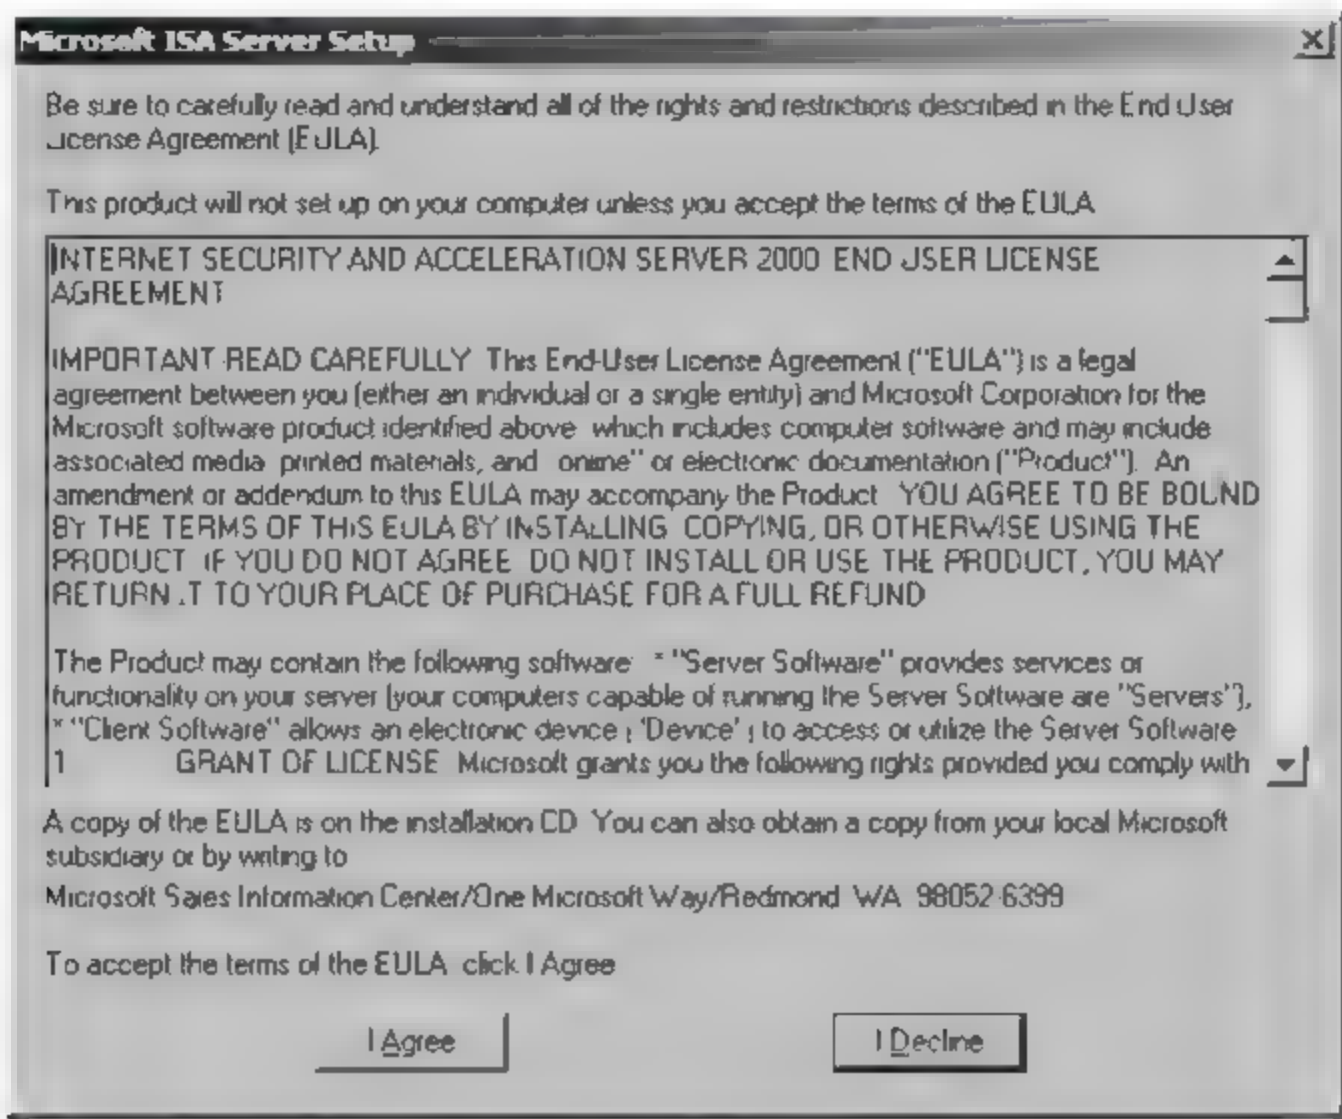 Microsoft ISA Server Setup
Be sure to carefully read and understand all of the rights and restrictions described in the End User
License Agreement (EULA).
This product will not set up on your computer unless you accept the terms of the EULA
INTERNET SECURITY AND ACCELERATION SERVER 2000 END USER LICENSE
AGREEMENT
IMPORTANT-READ CAREFULLY This End-User License Agreement ("EULA") is a legal
agreement between you (either an individual or a single entity) and Microsoft Corporation for the
Microsoft software product identified above which includes computer software and may include
associated media printed materials, and online" or electronic documentation ("Product"). An
amendment or addendum to this EULA may accompany the Product YOU AGREE TO BE BOUND
BY THE TERMS OF THIS EULA BY INSTALLING COPYING, OR OTHERWISE USING THE
PRODUCT IF YOU DO NOT AGREE DO NOT INSTALL OR USE THE PRODUCT, YOU MAY
RETURN IT TO YOUR PLACE OF PURCHASE FOR A FULL REFUND
The Product may contain the following software * "Server Software" provides services or
functionality on your server (your computers capable of running the Server Software are "Servers"),
* "Client Software" allows an electronic device ('Device') to access or utilize the Server Software
1 GRANT OF LICENSE Microsoft grants you the following rights provided you comply with
A copy of the EULA is on the installation CD You can also obtain a copy from your local Microsoft
subsidiary or by writing to
Microsoft Sales Information Center/One Microsoft Way/Redmond WA 98052-6399
To accept the terms of the EULA click I Agree
I Agree
I Decline